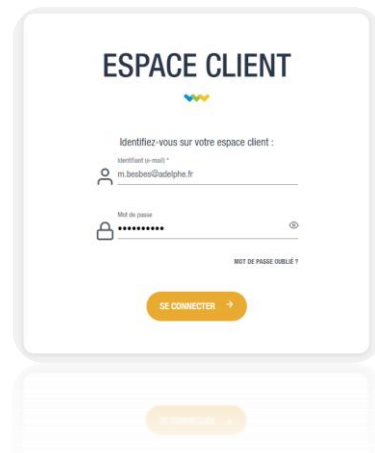 ESPACE CLIENT
Identifiez-vous sur votre espace client :
Identifiant (e-mail) *
m.besbes@adelphe.fr
Mot de passe
••••••••••
MOT DE PASSE OUBLIÉ ?
SE CONNECTER →